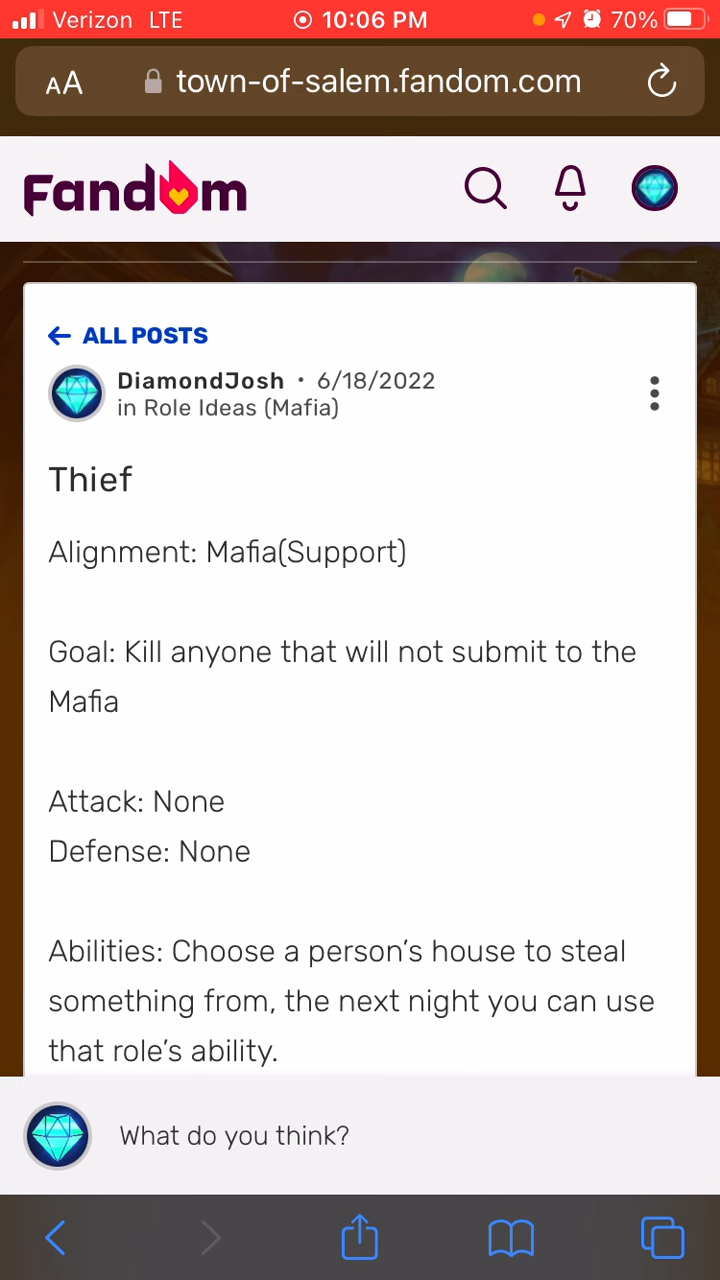 Verizon LTE 10:06 PM 70%
AA town-of-salem.fandom.com
Fandom
ALL POSTS
DiamondJosh • 6/18/2022
in Role Ideas (Mafia)
Thief
Alignment: Mafia(Support)
Goal: Kill anyone that will not submit to the
Mafia
Attack: None
Defense: None
Abilities: Choose a person's house to steal
something from, the next night you can use
that role's ability.
What do you think?